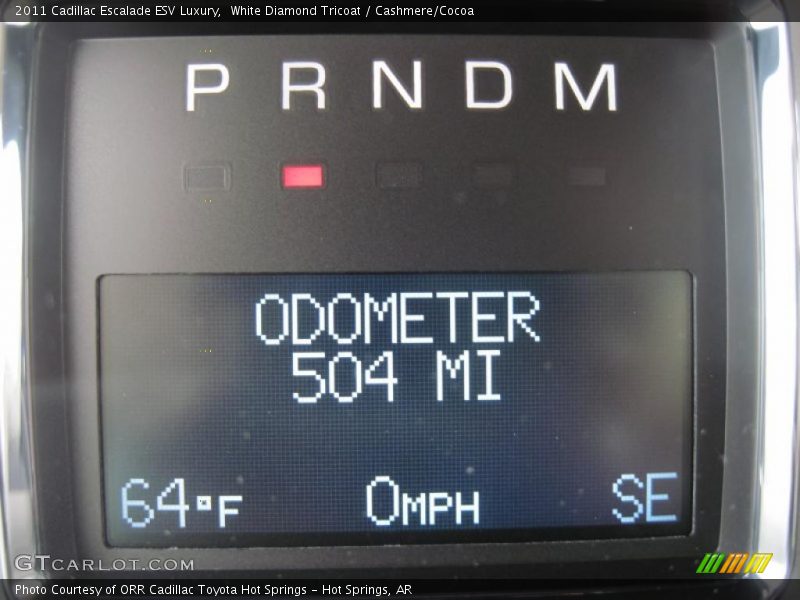 2011 Cadillac Escalade ESV Luxury,  White Diamond Tricoat / Cashmere/Cocoa
P R N D M
ODOMETER
504 MI
64°F 0MPH SE
GTCARLOT.COM
Photo Courtesy of ORR Cadillac Toyota Hot Springs - Hot Springs, AR